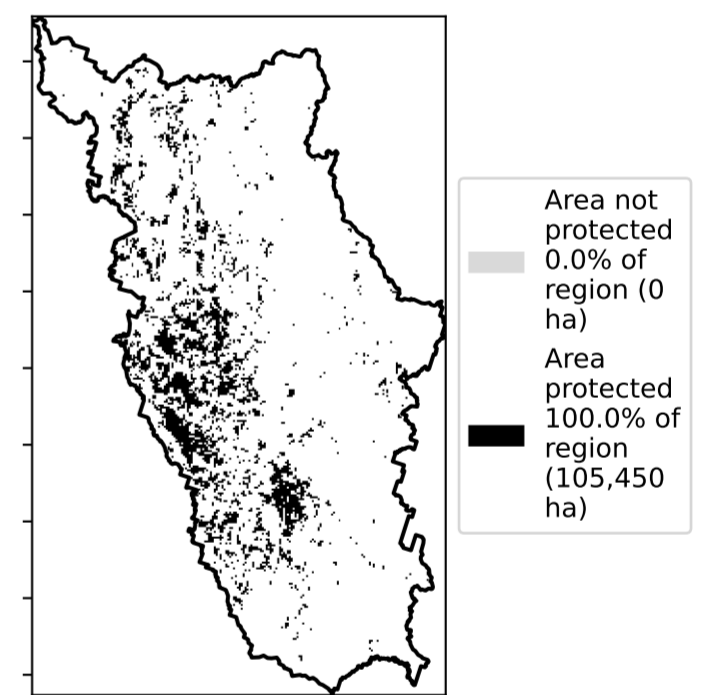 Area not
protected
0.0% of
region (0
ha)
Area
protected
100.0% of
region
(105,450
ha)